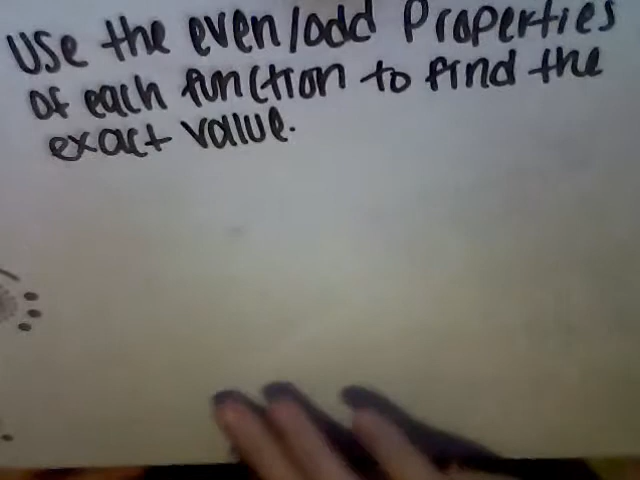 Use the even/odd Properties
of each function to find the
exact value.